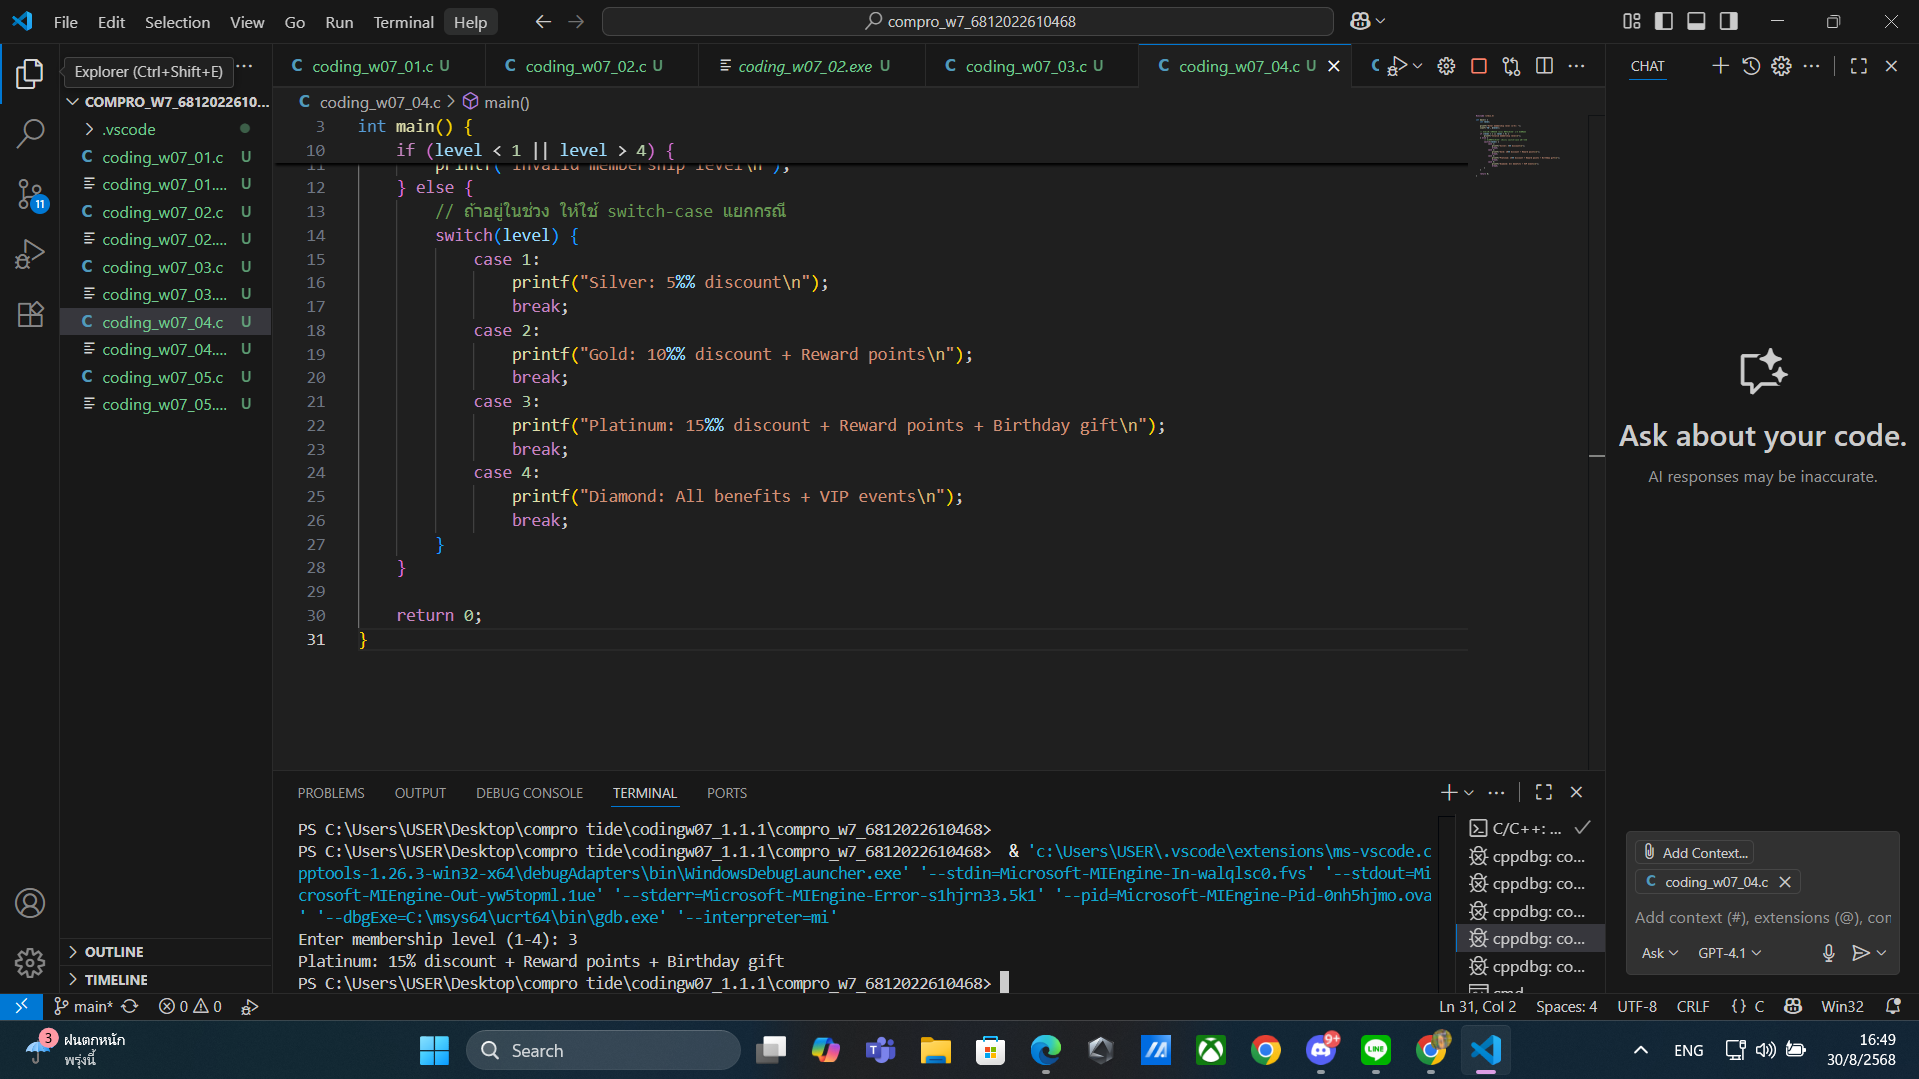 File Edit Selection View Go Run Terminal Help
compro_w7_6812022610468
Explorer (Ctrl+Shift+E)
COMPRO_W7_6812022610...
.vscode
coding_w07_01.c U
coding_w07_01.... U
coding_w07_02.c U
coding_w07_02.... U
coding_w07_03.c U
coding_w07_03.... U
coding_w07_04.c U
coding_w07_04.... U
coding_w07_05.c U
coding_w07_05.... U
11
OUTLINE
TIMELINE
coding_w07_01.c U coding_w07_02.c U coding_w07_02.exe U coding_w07_03.c U coding_w07_04.c U
coding_w07_04.c > main()
3 int main() {
10 if (level < 1 || level > 4) {
11 printf("Invalid membership level\n");
12 } else {
13 // ถ้าอยู่ในช่วง ให้ใช้ switch-case แยกกรณี
14 switch(level) {
15 case 1:
16 printf("Silver: 5%% discount\n");
17 break;
18 case 2:
19 printf("Gold: 10%% discount + Reward points\n");
20 break;
21 case 3:
22 printf("Platinum: 15%% discount + Reward points + Birthday gift\n");
23 break;
24 case 4:
25 printf("Diamond: All benefits + VIP events\n");
26 break;
27 }
28 }
29
30 return 0;
31 }
PROBLEMS OUTPUT DEBUG CONSOLE TERMINAL PORTS
PS C:\Users\USER\Desktop\compro tide\codingw07_1.1.1\compro_w7_6812022610468>
PS C:\Users\USER\Desktop\compro tide\codingw07_1.1.1\compro_w7_6812022610468>  & 'c:\Users\USER\.vscode\extensions\ms-vscode.c
pptools-1.26.3-win32-x64\debugAdapters\bin\WindowsDebugLauncher.exe' '--stdin=Microsoft-MIEngine-In-walqlsc0.fvs' '--stdout=Mi
crosoft-MIEngine-Out-yw5topml.1ue' '--stderr=Microsoft-MIEngine-Error-s1hjrn33.5k1' '--pid=Microsoft-MIEngine-Pid-0nh5hjmo.ova
' '--dbgExe=C:\msys64\ucrt64\bin\gdb.exe' '--interpreter=mi'
Enter membership level (1-4): 3
Platinum: 15% discount + Reward points + Birthday gift
PS C:\Users\USER\Desktop\compro tide\codingw07_1.1.1\compro_w7_6812022610468>
C/C++: ...
cppdbg: co...
cppdbg: co...
cppdbg: co...
cppdbg: co...
cppdbg: co...
cmd
CHAT
Ask about your code.
AI responses may be inaccurate.
Add Context...
coding_w07_04.c
Add context (#), extensions (@), con
Ask GPT-4.1
main* 0 0 Ln 31, Col 2 Spaces: 4 UTF-8 CRLF {} C Win32
3 ฝนตกหนัก
พรุ่งนี้
Search
9+
ENG
16:49
30/8/2568